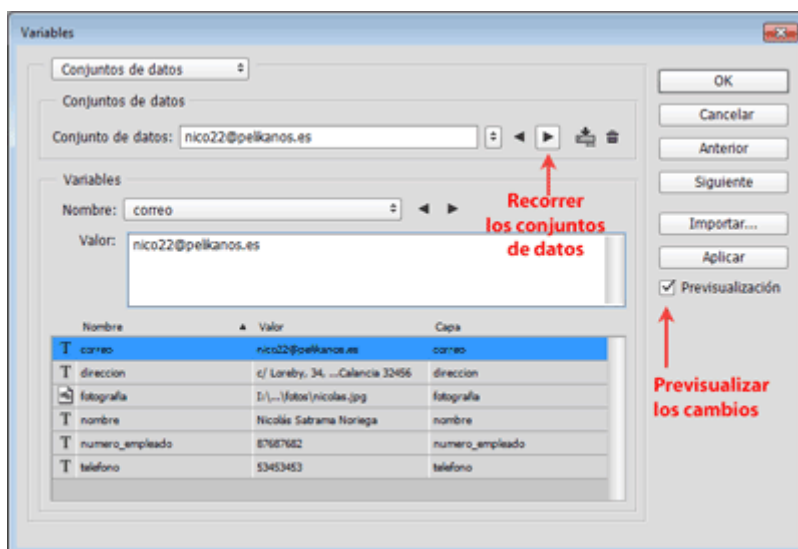 Variables
Conjuntos de datos
OK
Conjuntos de datos
Cancelar
Conjunto de datos: nico22@pelikanos.es
Anterior
Variables
Siguiente
Nombre: correo
Recorrer
los conjuntos
de datos
Importar...
Valor: nico22@pelikanos.es
Aplicar
Previsualización
Nombre Valor Capa
T correo nico22@pelikanos.es correo
T direccion c/ Loreby, 34, ...Calancia 32456 direccion
fotografia I:\...\fotos\nicolas.jpg fotografia
T nombre Nicolás Satrama Noriega nombre
T numero_empleado 87687682 numero_empleado
T telefono 53453453 telefono
Previsualizar
los cambios